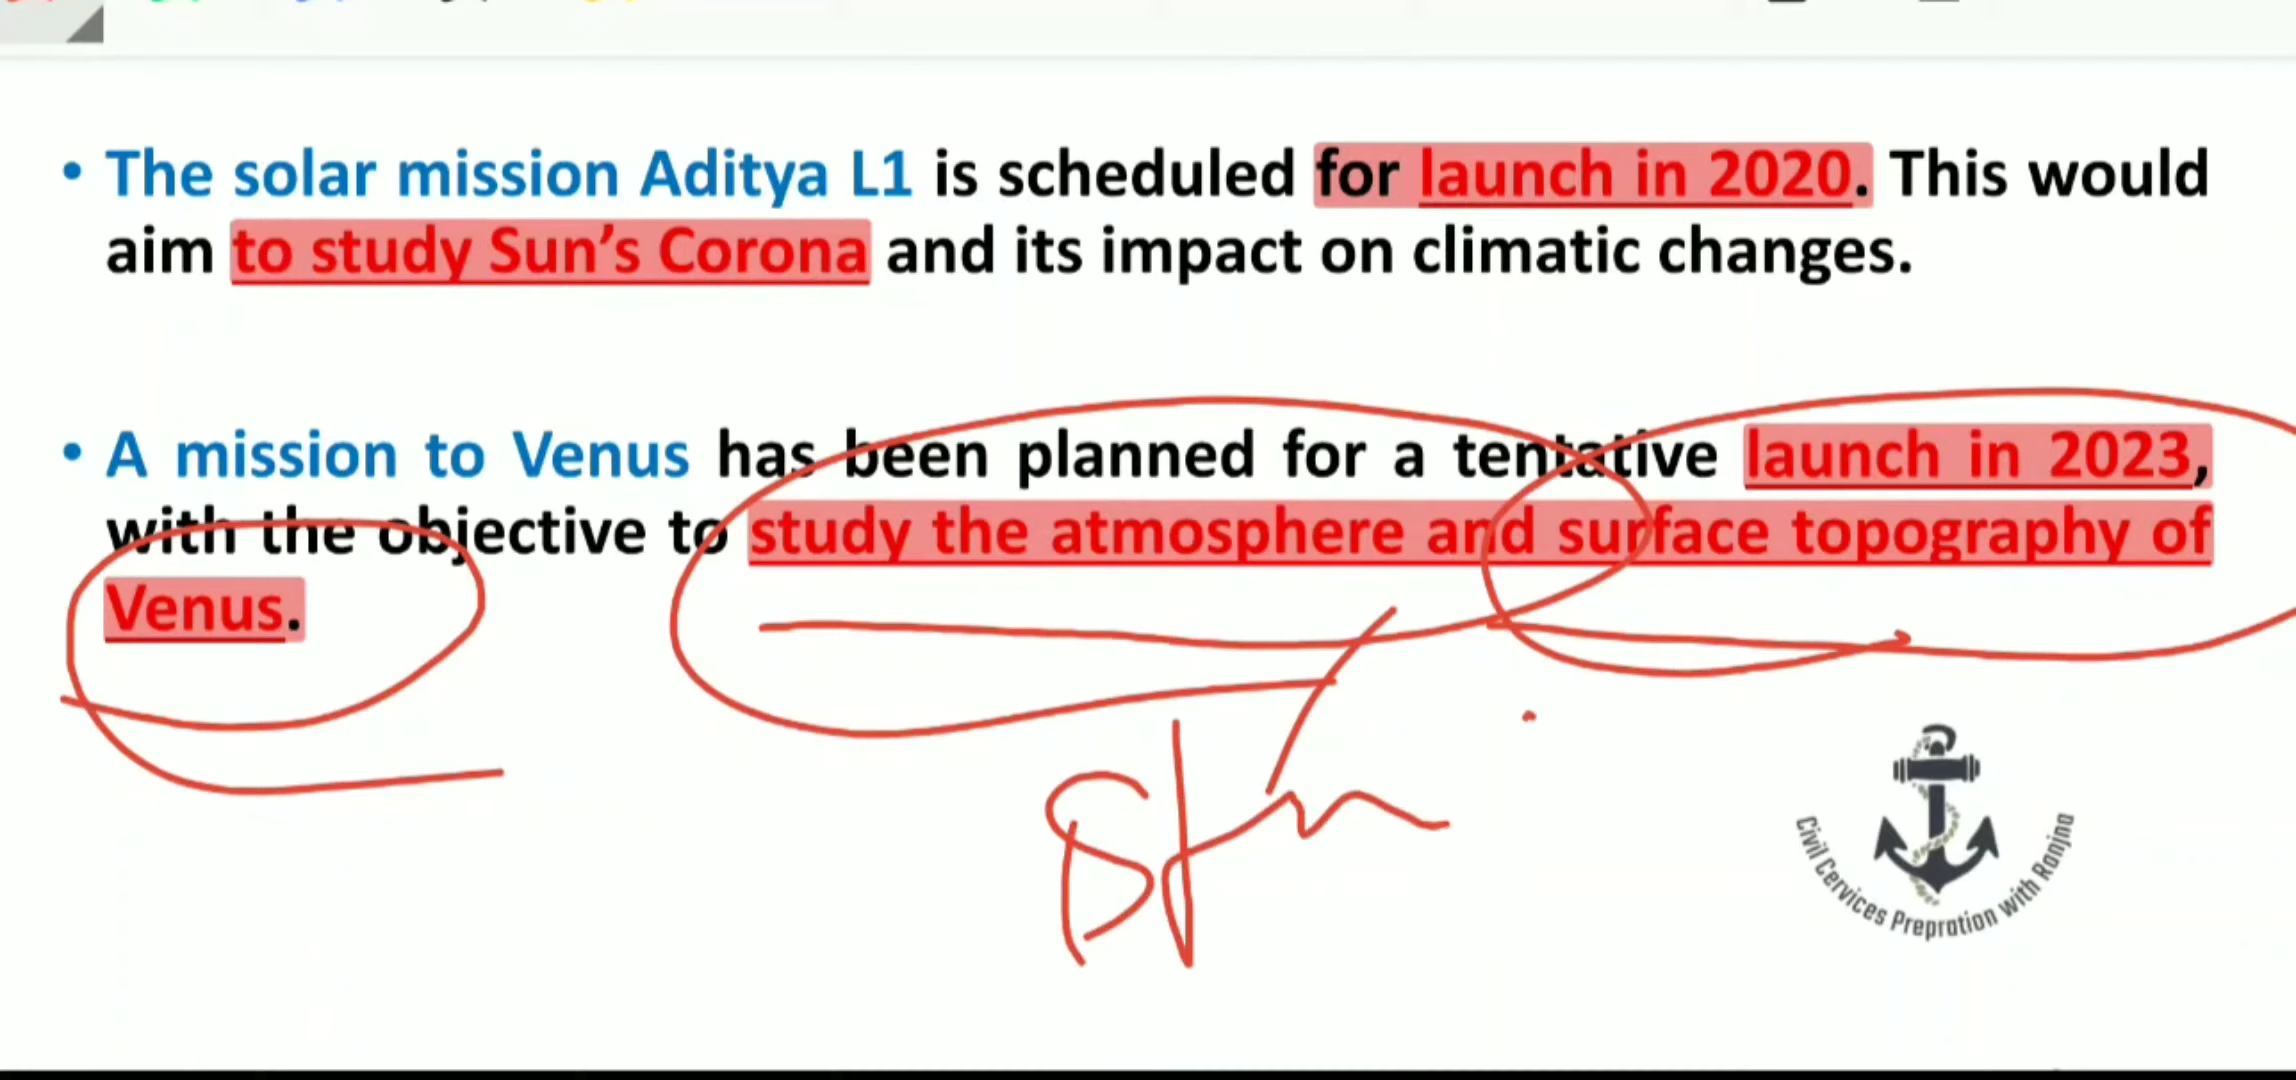 • The solar mission Aditya L1 is scheduled for launch in 2020. This would
aim to study Sun’s Corona and its impact on climatic changes.
• A mission to Venus has been planned for a tentative launch in 2023,
with the objective to study the atmosphere and surface topography of
Venus.
Civil Cervices Prepration with Ranjna